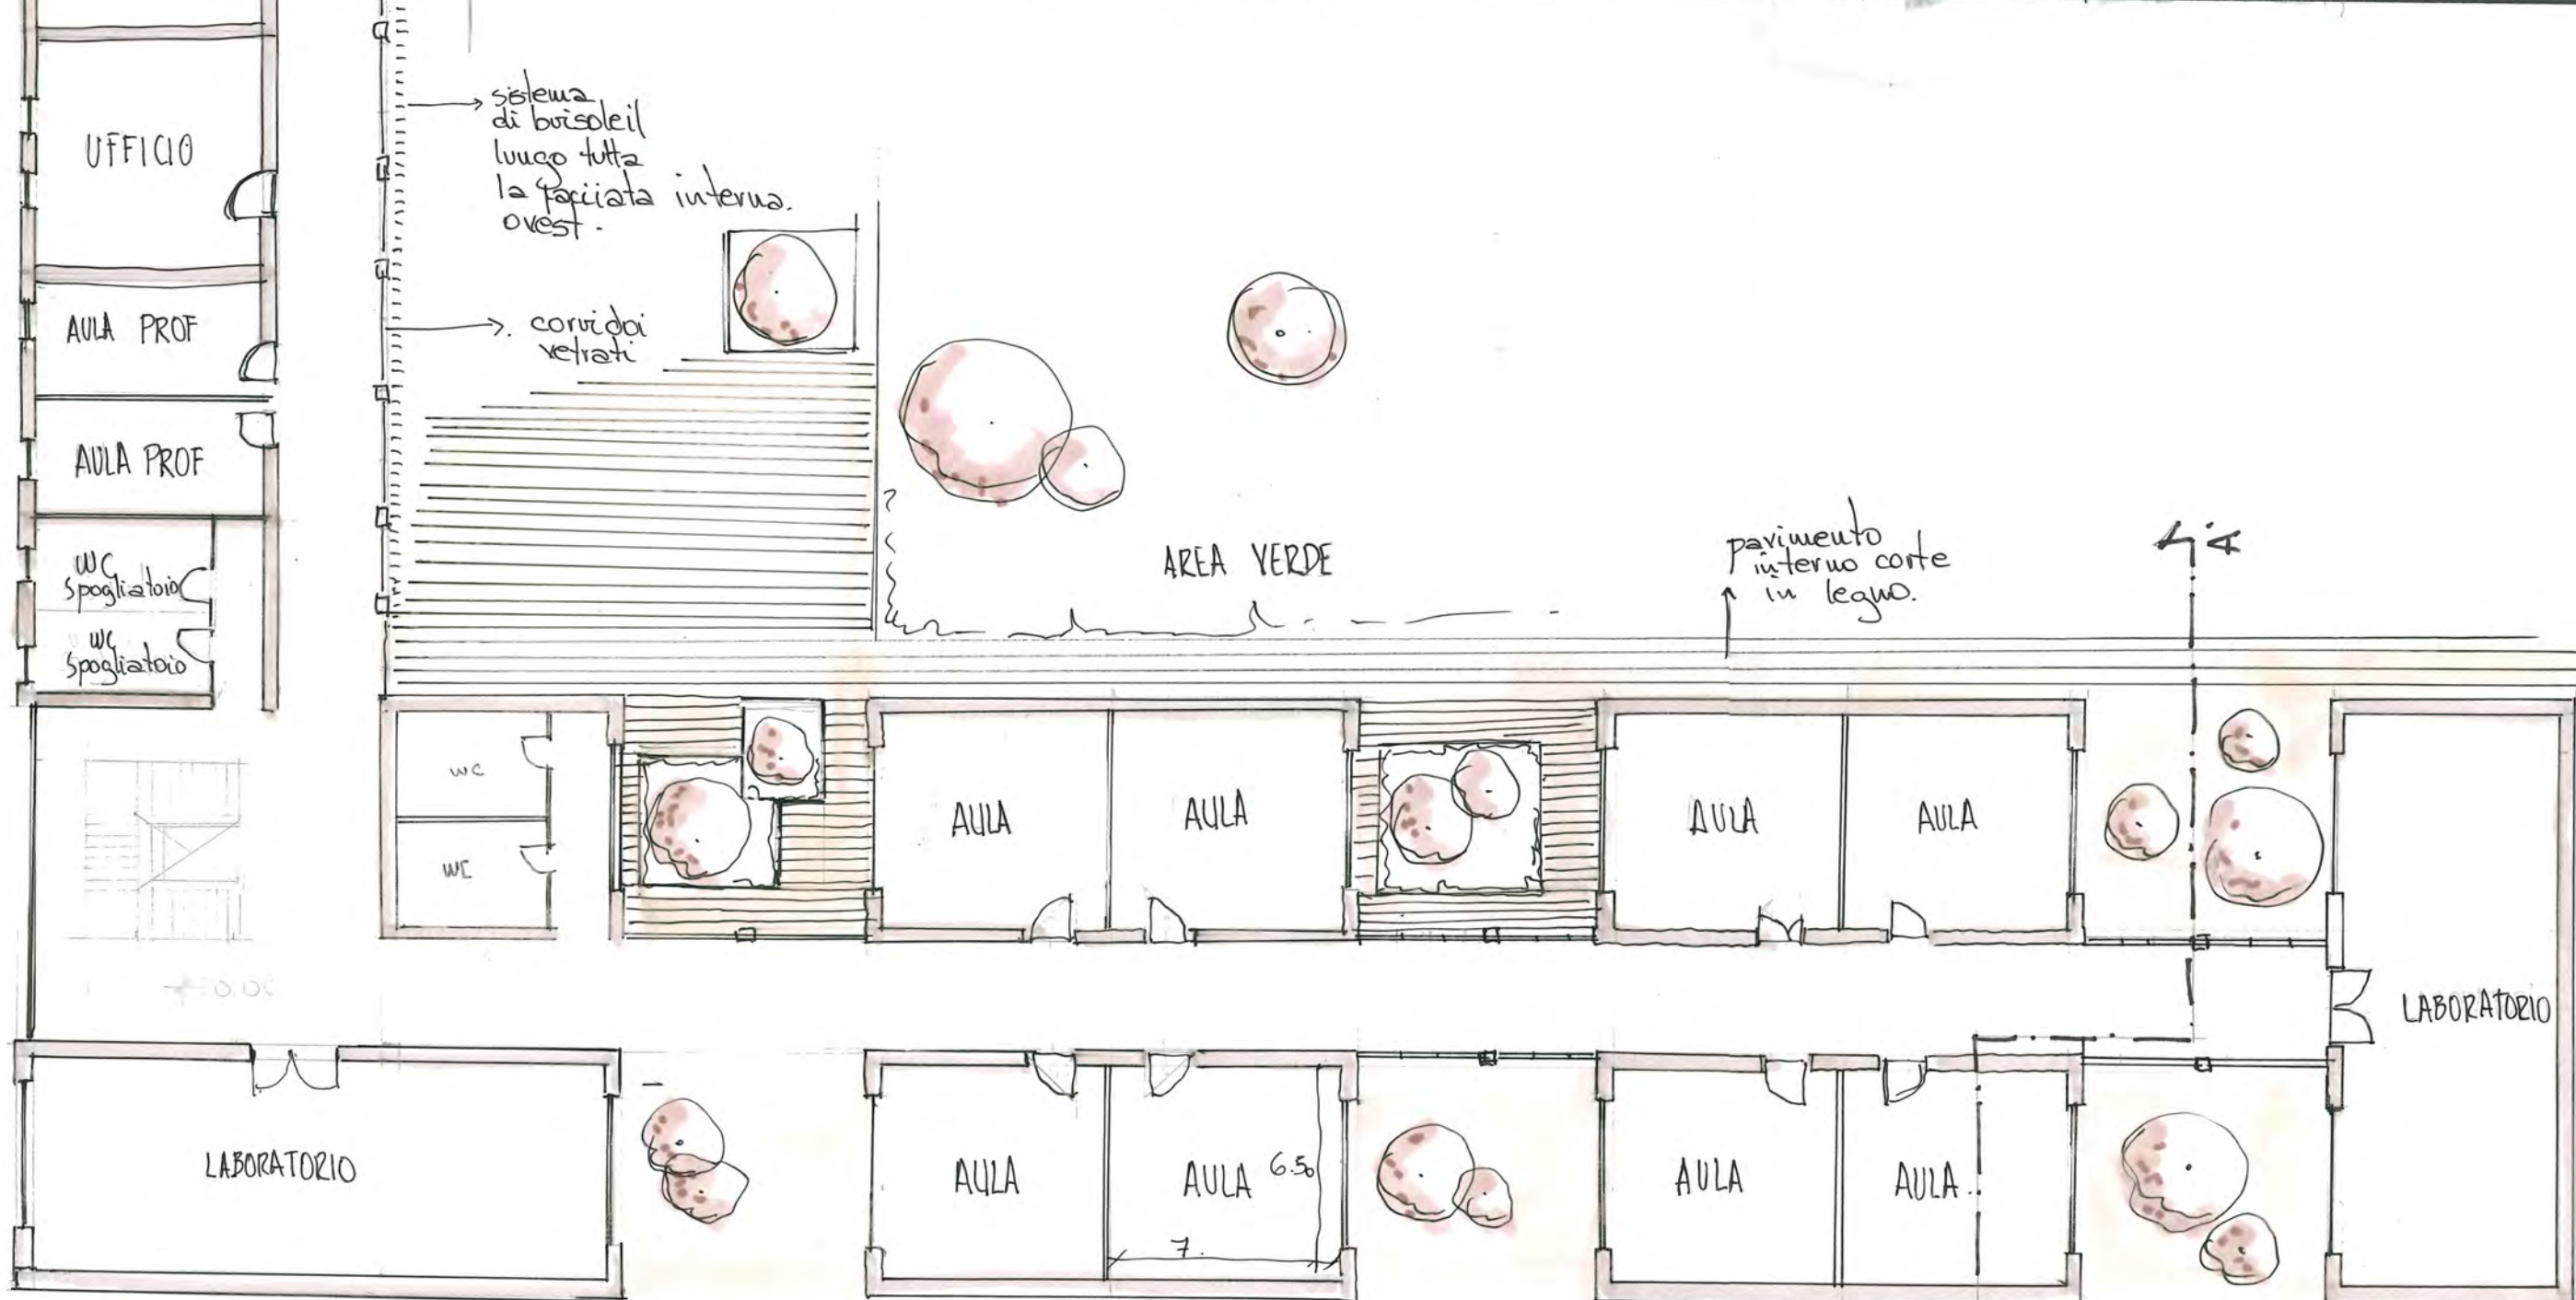 UFFICIO
AULA PROF
AULA PROF
WC
spogliatoio
WC
spogliatoio
sistema
di brisoleil
lungo tutta
la facciata interna.
ovest.
corridoi
vetrati
AREA VERDE
pavimento
interno corte
in legno.
A
WC
WC
AULA
AULA
AULA
AULA
LABORATORIO
LABORATORIO
AULA
AULA
6.50
7.
AULA
AULA